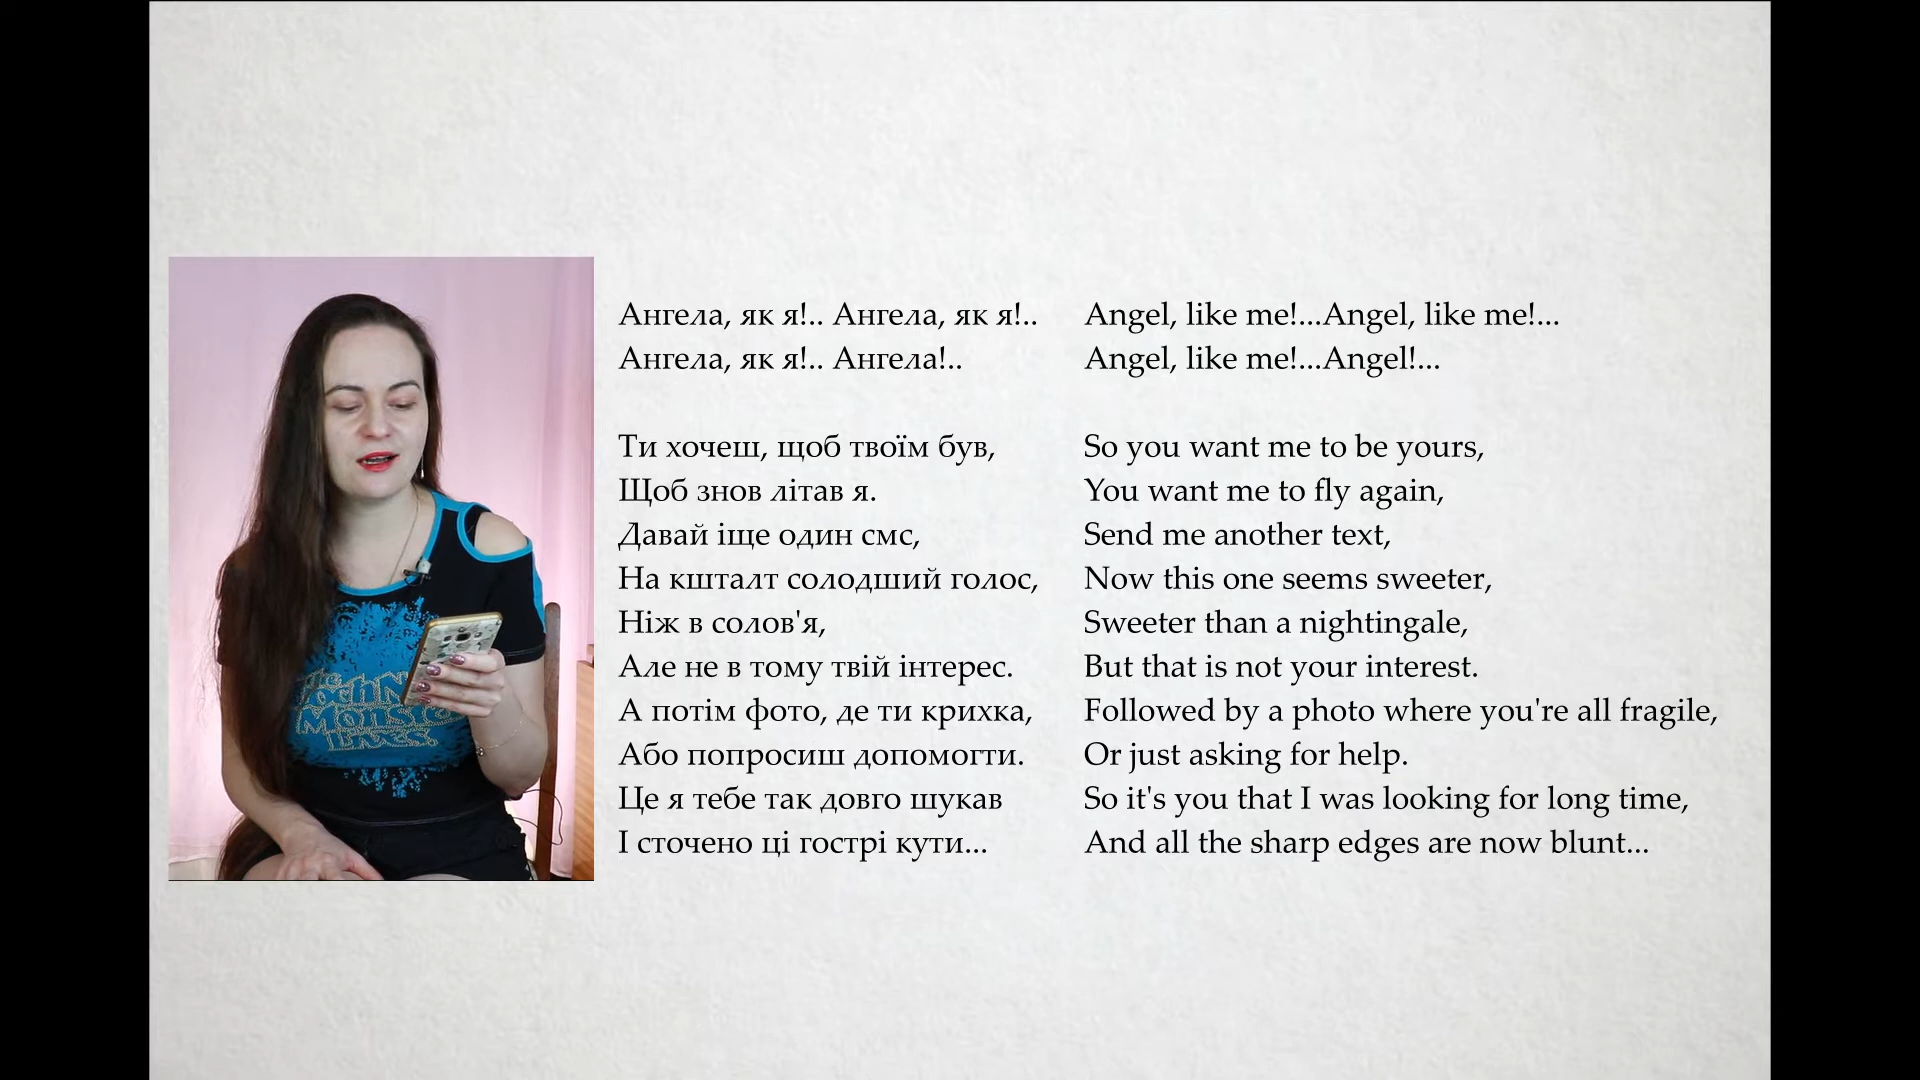 Ангела, як я!.. Ангела, як я!..
Ангела, як я!.. Ангела!..
Ти хочеш, щоб твоїм був,
Щоб знов літав я.
Давай іще один смс,
На кшталт солодший голос,
Ніж в солов'я,
Але не в тому твій інтерес.
А потім фото, де ти крихка,
Або попросиш допомогти.
Це я тебе так довго шукав
І сточено ці гострі кути...
Angel, like me!...Angel, like me!...
Angel, like me!...Angel!...
So you want me to be yours,
You want me to fly again,
Send me another text,
Now this one seems sweeter,
Sweeter than a nightingale,
But that is not your interest.
Followed by a photo where you're all fragile,
Or just asking for help.
So it's you that I was looking for long time,
And all the sharp edges are now blunt...